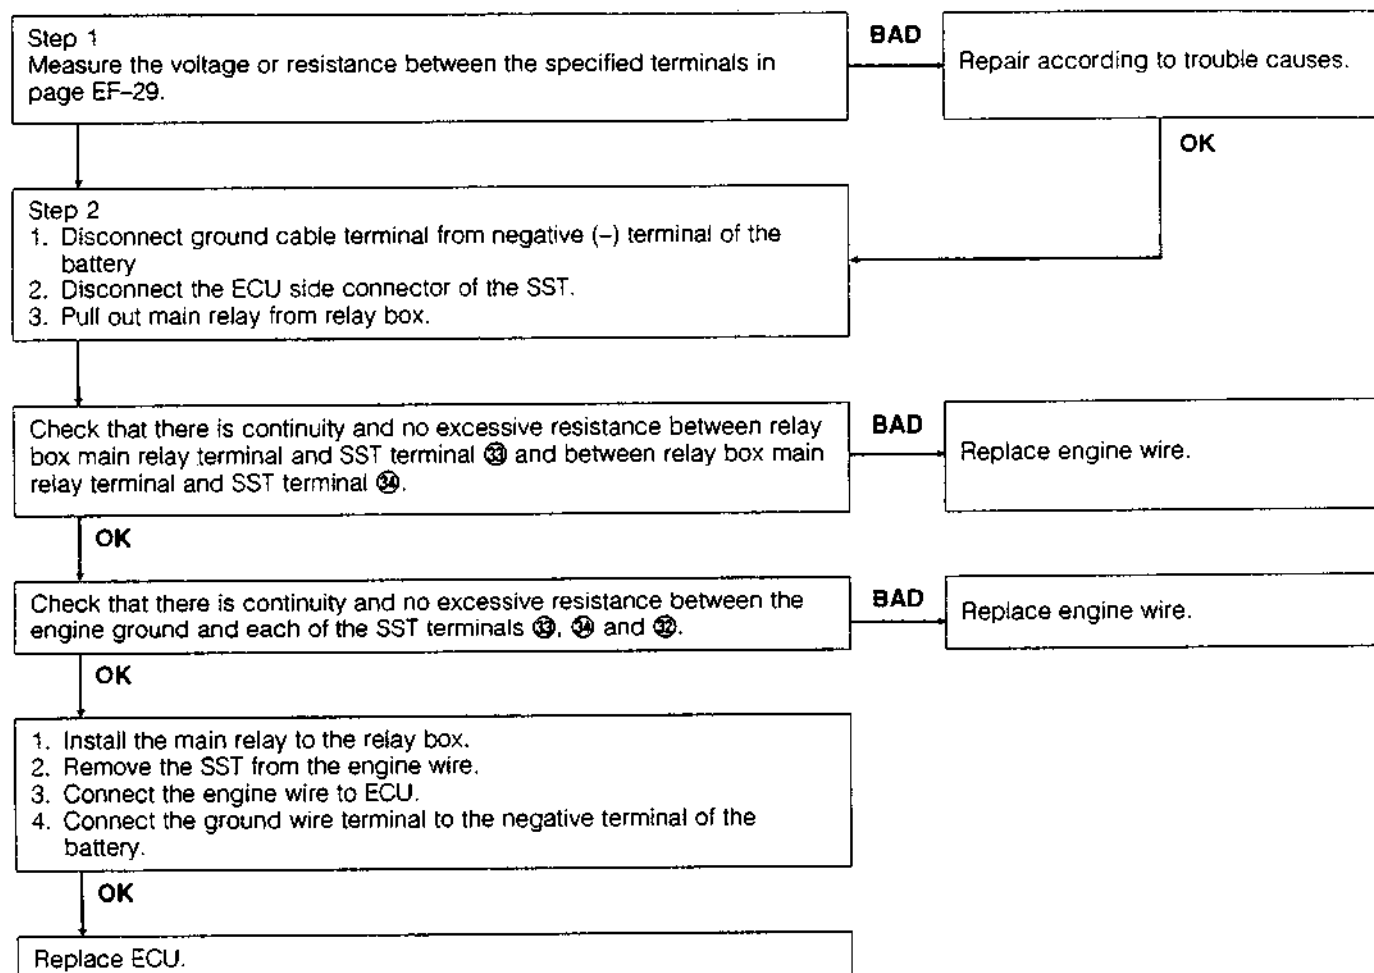 Step 1
Measure the voltage or resistance between the specified terminals in
page EF–29.
BAD
Repair according to trouble causes.
OK
Step 2
1. Disconnect ground cable terminal from negative (–) terminal of the
battery
2. Disconnect the ECU side connector of the SST.
3. Pull out main relay from relay box.
Check that there is continuity and no excessive resistance between relay
box main relay terminal and SST terminal ㉝ and between relay box main
relay terminal and SST terminal ㉞.
BAD
Replace engine wire.
OK
Check that there is continuity and no excessive resistance between the
engine ground and each of the SST terminals ㉝, ㉞ and ㉜.
BAD
Replace engine wire.
OK
1. Install the main relay to the relay box.
2. Remove the SST from the engine wire.
3. Connect the engine wire to ECU.
4. Connect the ground wire terminal to the negative terminal of the
battery.
OK
Replace ECU.